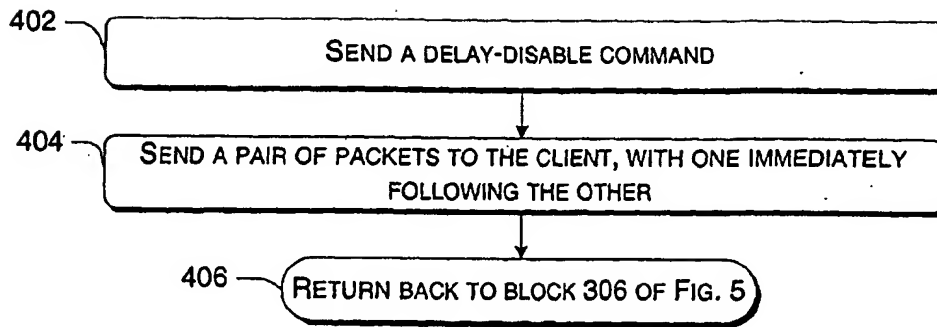 402
SEND A DELAY-DISABLE COMMAND
404
SEND A PAIR OF PACKETS TO THE CLIENT, WITH ONE IMMEDIATELY
FOLLOWING THE OTHER
406
RETURN BACK TO BLOCK 306 OF FIG. 5